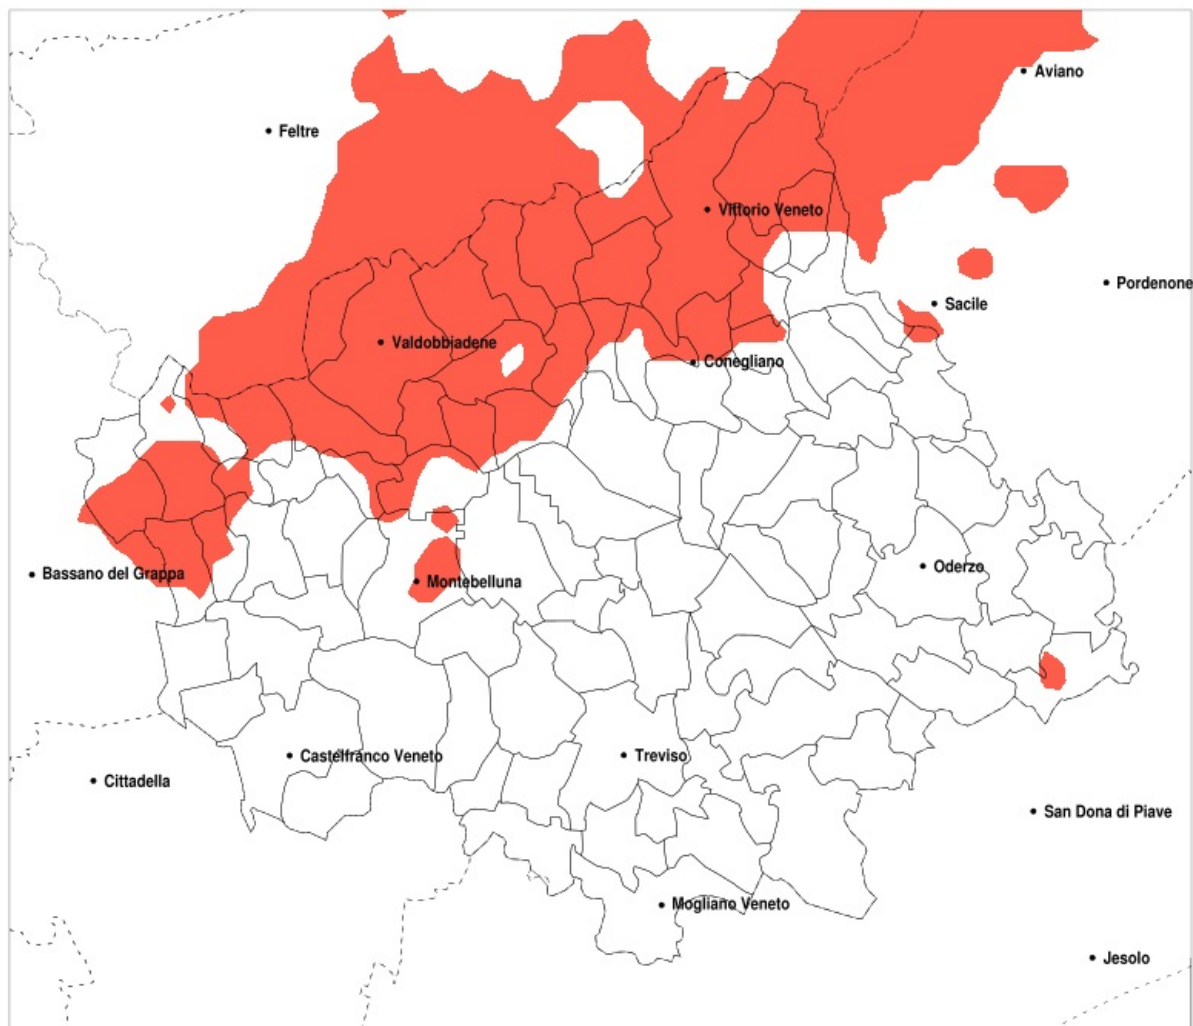 Aviano
Feltre
Vittorio Veneto
Pordenone
Sacile
Valdobbiadene
Conegliano
Oderzo
Bassano del Grappa
Montebelluna
Castelfranco Veneto
Treviso
Cittadella
San Dona di Piave
Mogliano Veneto
Jesolo